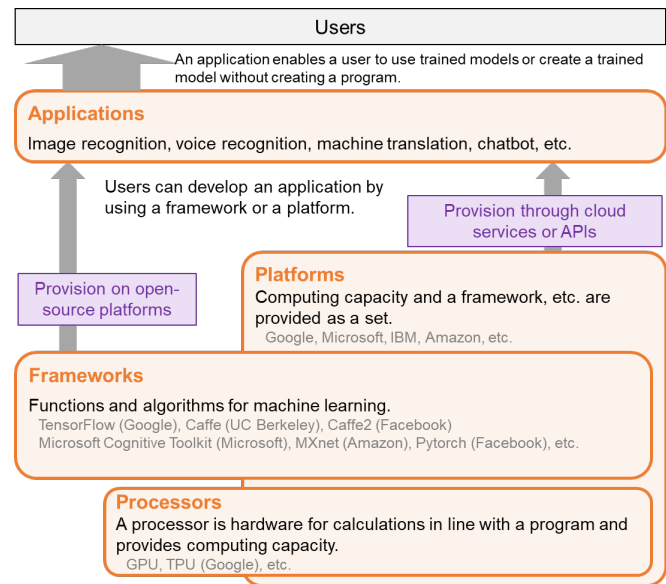 Users
An application enables a user to use trained models or create a trained
model without creating a program.
Applications
Image recognition, voice recognition, machine translation, chatbot, etc.
Users can develop an application by
using a framework or a platform.
Provision through cloud
services or APIs
Provision on open-
source platforms
Platforms
Computing capacity and a framework, etc. are
provided as a set.
Google, Microsoft, IBM, Amazon, etc.
Frameworks
Functions and algorithms for machine learning.
TensorFlow (Google), Caffe (UC Berkeley), Caffe2 (Facebook)
Microsoft Cognitive Toolkit (Microsoft), MXnet (Amazon), Pytorch (Facebook), etc.
Processors
A processor is hardware for calculations in line with a program and
provides computing capacity.
GPU, TPU (Google), etc.